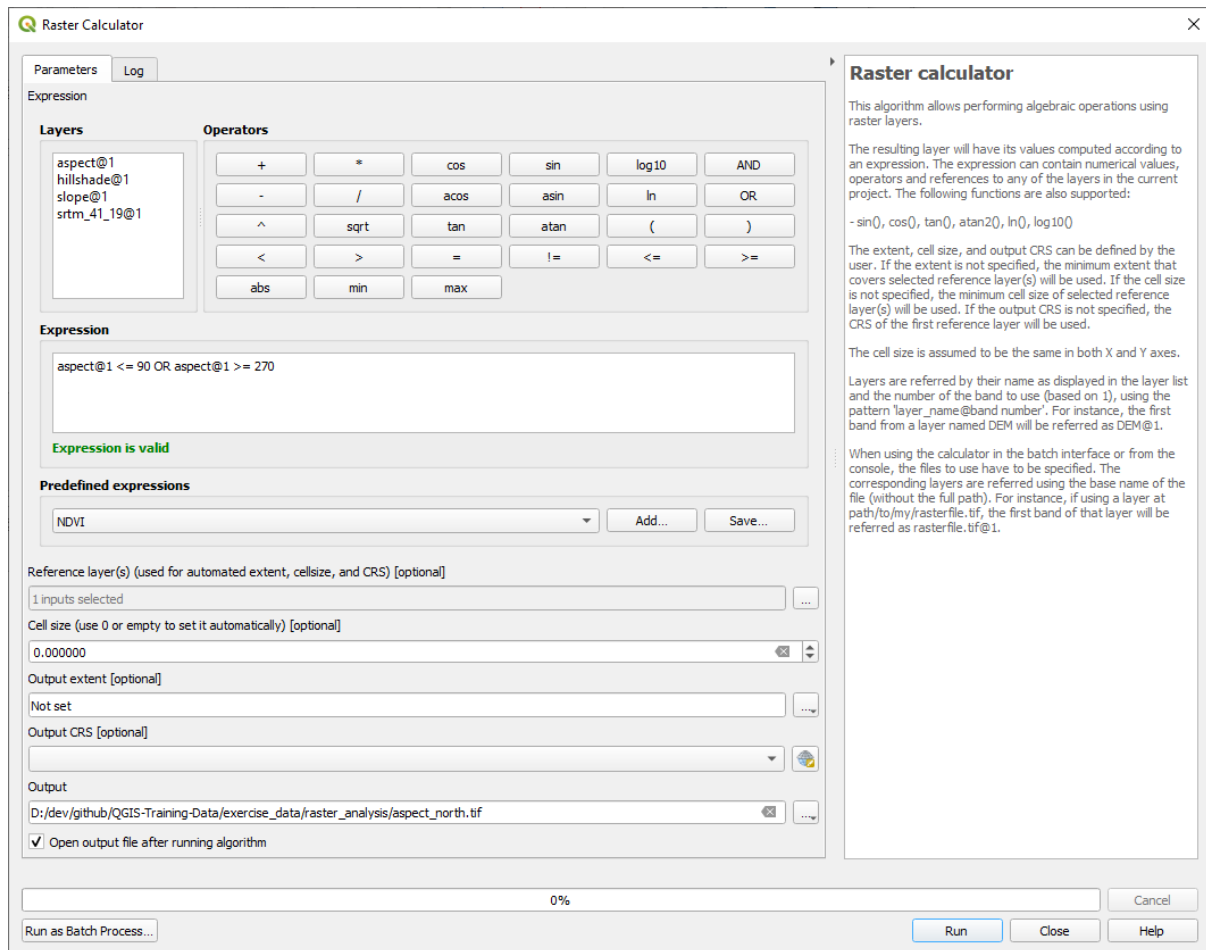 Raster Calculator
Parameters
Log
Expression
Layers
Operators
aspect@1
hillshade@1
slope@1
srtm_41_19@1
+ * cos sin log10 AND
- / acos asin ln OR
^ sqrt tan atan ( )
< > = != <= >=
abs min max
Expression
aspect@1 <= 90 OR aspect@1 >= 270
Expression is valid
Predefined expressions
NDVI
Add...
Save...
Reference layer(s) (used for automated extent, cellsize, and CRS) [optional]
1 inputs selected
...
Cell size (use 0 or empty to set it automatically) [optional]
0.000000
Output extent [optional]
Not set
...
Output CRS [optional]
Output
D:/dev/github/QGIS-Training-Data/exercise_data/raster_analysis/aspect_north.tif
...
Open output file after running algorithm
Raster calculator
This algorithm allows performing algebraic operations using
raster layers.
The resulting layer will have its values computed according to
an expression. The expression can contain numerical values,
operators and references to any of the layers in the current
project. The following functions are also supported:
- sin(), cos(), tan(), atan2(), ln(), log10()
The extent, cell size, and output CRS can be defined by the
user. If the extent is not specified, the minimum extent that
covers selected reference layer(s) will be used. If the cell size
is not specified, the minimum cell size of selected reference
layer(s) will be used. If the output CRS is not specified, the
CRS of the first reference layer will be used.
The cell size is assumed to be the same in both X and Y axes.
Layers are referred by their name as displayed in the layer list
and the number of the band to use (based on 1), using the
pattern 'layer_name@band number'. For instance, the first
band from a layer named DEM will be referred as DEM@1.
When using the calculator in the batch interface or from the
console, the files to use have to be specified. The
corresponding layers are referred using the base name of the
file (without the full path). For instance, if using a layer at
path/to/my/rasterfile.tif, the first band of that layer will be
referred as rasterfile.tif@1.
0%
Cancel
Run as Batch Process...
Run
Close
Help